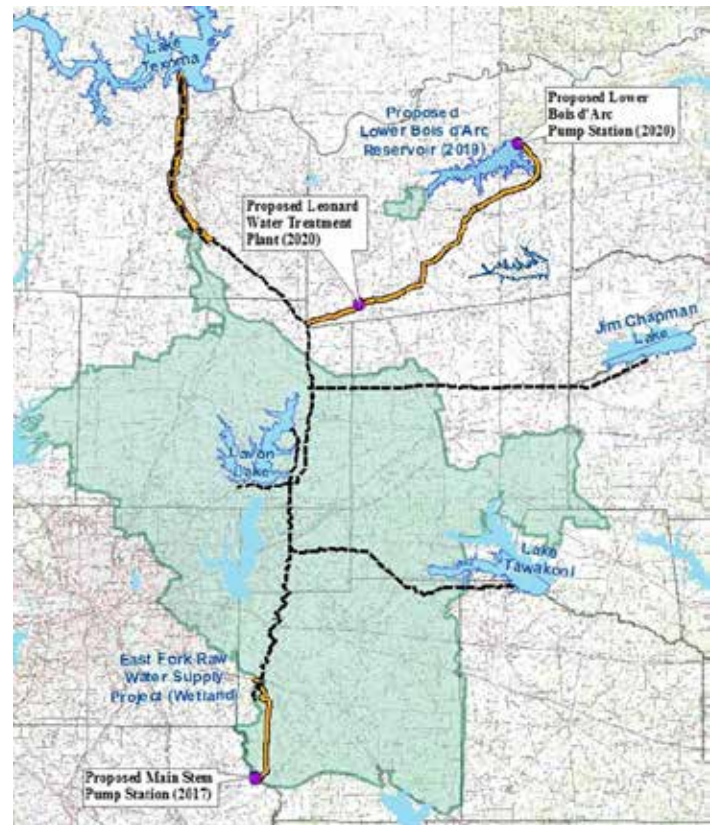 Lake
Texoma
Proposed Lower
Bois d'Arc
Pump Station (2020)
Proposed
Lower Bois d'Arc
Reservoir (2019)
Proposed Leonard
Water Treatment
Plant (2020)
Jim Chapman
Lake
Lavon
Lake
Lake
Tawakoni
East Fork Raw
Water Supply
Project (Wetland)
Proposed Main Stem
Pump Station (2017)